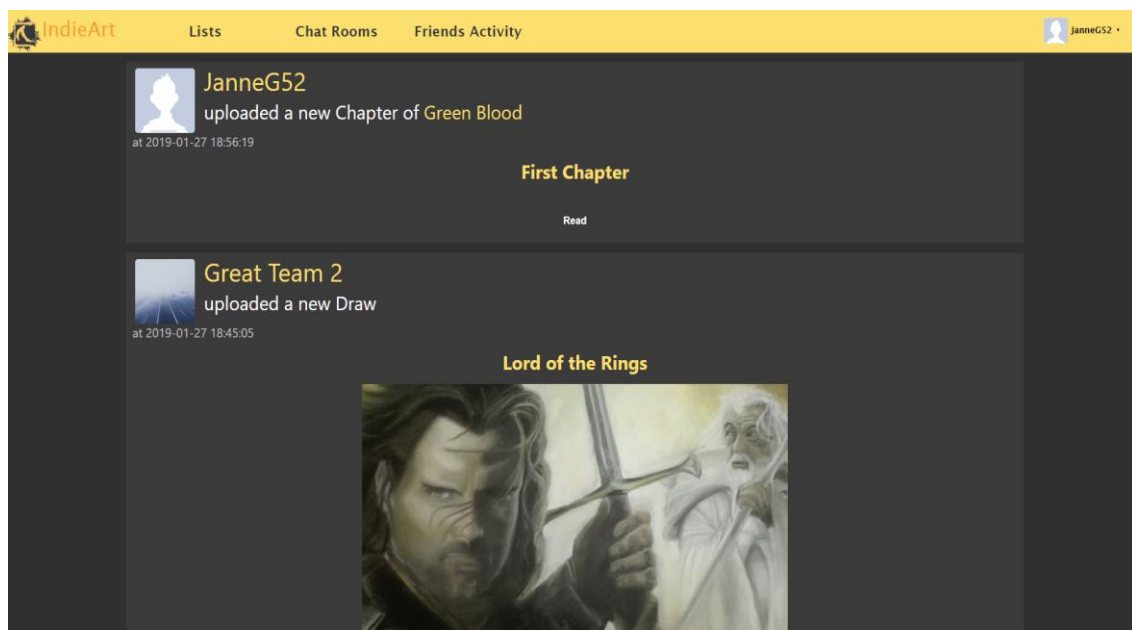 IndieArt Lists Chat Rooms Friends Activity JanneG52
JanneG52
uploaded a new Chapter of Green Blood
at 2019-01-27 18:56:19
First Chapter
Read
Great Team 2
uploaded a new Draw
at 2019-01-27 18:45:05
Lord of the Rings